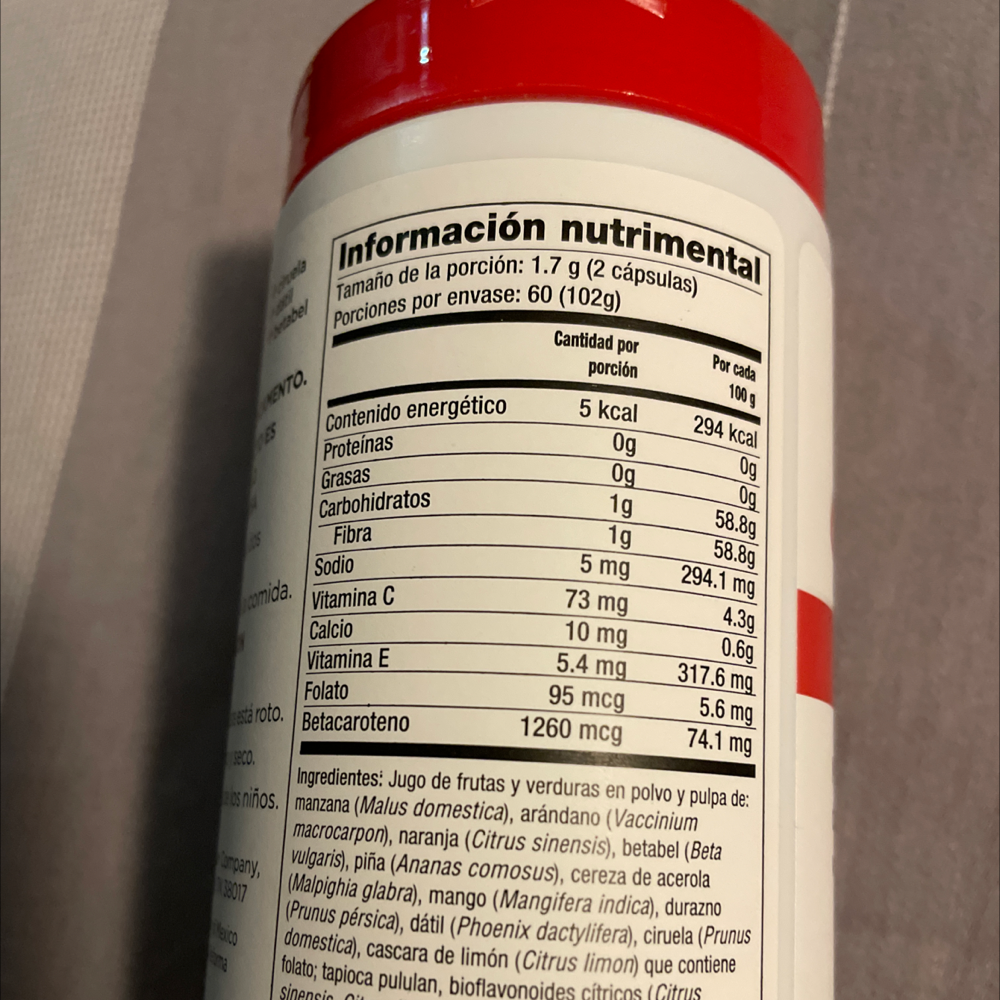 Información nutrimental
Tamaño de la porción: 1.7 g (2 cápsulas)
Porciones por envase: 60 (102g)
Cantidad por porción Por cada 100 g
Contenido energético 5 kcal 294 kcal
Proteínas 0g 0g
Grasas 0g 0g
Carbohidratos 1g 58.8g
Fibra 1g 58.8g
Sodio 5 mg 294.1 mg
Vitamina C 73 mg 4.3g
Calcio 10 mg 0.6g
Vitamina E 5.4 mg 317.6 mg
Folato 95 mcg 5.6 mg
Betacaroteno 1260 mcg 74.1 mg
Ingredientes: Jugo de frutas y verduras en polvo y pulpa de:
manzana (Malus domestica), arándano (Vaccinium
macrocarpon), naranja (Citrus sinensis), betabel (Beta
vulgaris), piña (Ananas comosus), cereza de acerola
(Malpighia glabra), mango (Mangifera indica), durazno
(Prunus pérsica), dátil (Phoenix dactylifera), ciruela (Prunus
domestica), cascara de limón (Citrus limon) que contiene
folato; tapioca pululan, bioflavonoides cítricos (Citrus
sinensis
betabel
comida.
está roto.
seco.
niños.
38017